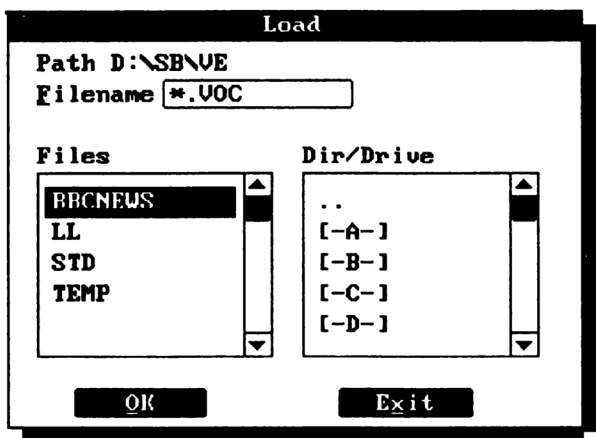 Load
Path D:\SB\VE
Filename *.VOC
Files
BBCNEWS
LL
STD
TEMP
Dir/Drive
..
[-A-]
[-B-]
[-C-]
[-D-]
OK
Exit